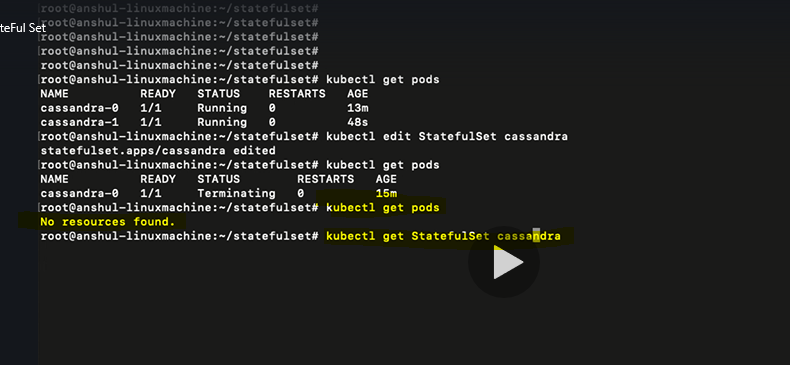 root@anshul-linuxmachine:~/statefulset#
teFul Set
root@anshul-linuxmachine:~/statefulset#
root@anshul-linuxmachine:~/statefulset#
root@anshul-linuxmachine:~/statefulset#
root@anshul-linuxmachine:~/statefulset#
root@anshul-linuxmachine:~/statefulset# kubectl get pods
NAME READY STATUS RESTARTS AGE
cassandra-0 1/1 Running 0 13m
cassandra-1 1/1 Running 0 48s
root@anshul-linuxmachine:~/statefulset# kubectl edit StatefulSet cassandra
statefulset.apps/cassandra edited
root@anshul-linuxmachine:~/statefulset# kubectl get pods
NAME READY STATUS RESTARTS AGE
cassandra-0 1/1 Terminating 0 15m
root@anshul-linuxmachine:~/statefulset# kubectl get pods
No resources found.
root@anshul-linuxmachine:~/statefulset# kubectl get StatefulSet cassandra